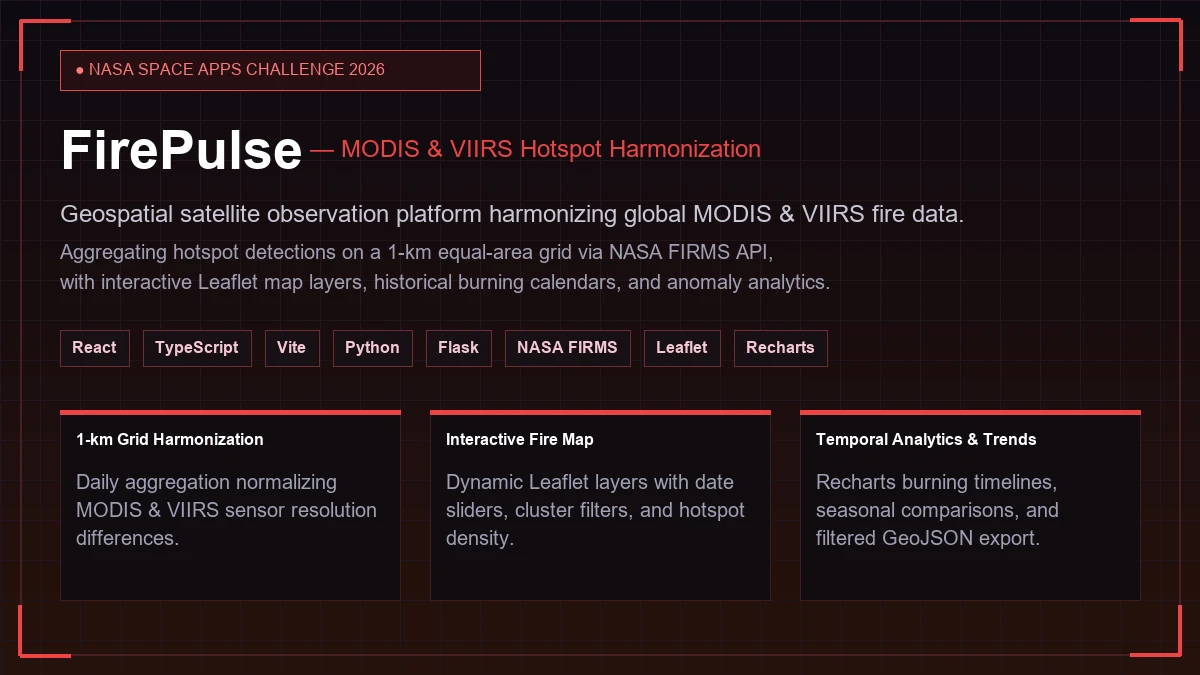 ● NASA SPACE APPS CHALLENGE 2026
FirePulse — MODIS & VIIRS Hotspot Harmonization
Geospatial satellite observation platform harmonizing global MODIS & VIIRS fire data.
Aggregating hotspot detections on a 1-km equal-area grid via NASA FIRMS API,
with interactive Leaflet map layers, historical burning calendars, and anomaly analytics.
React TypeScript Vite Python Flask NASA FIRMS Leaflet Recharts
1-km Grid Harmonization
Daily aggregation normalizing
MODIS & VIIRS sensor resolution
differences.
Interactive Fire Map
Dynamic Leaflet layers with date
sliders, cluster filters, and hotspot
density.
Temporal Analytics & Trends
Recharts burning timelines,
seasonal comparisons, and
filtered GeoJSON export.